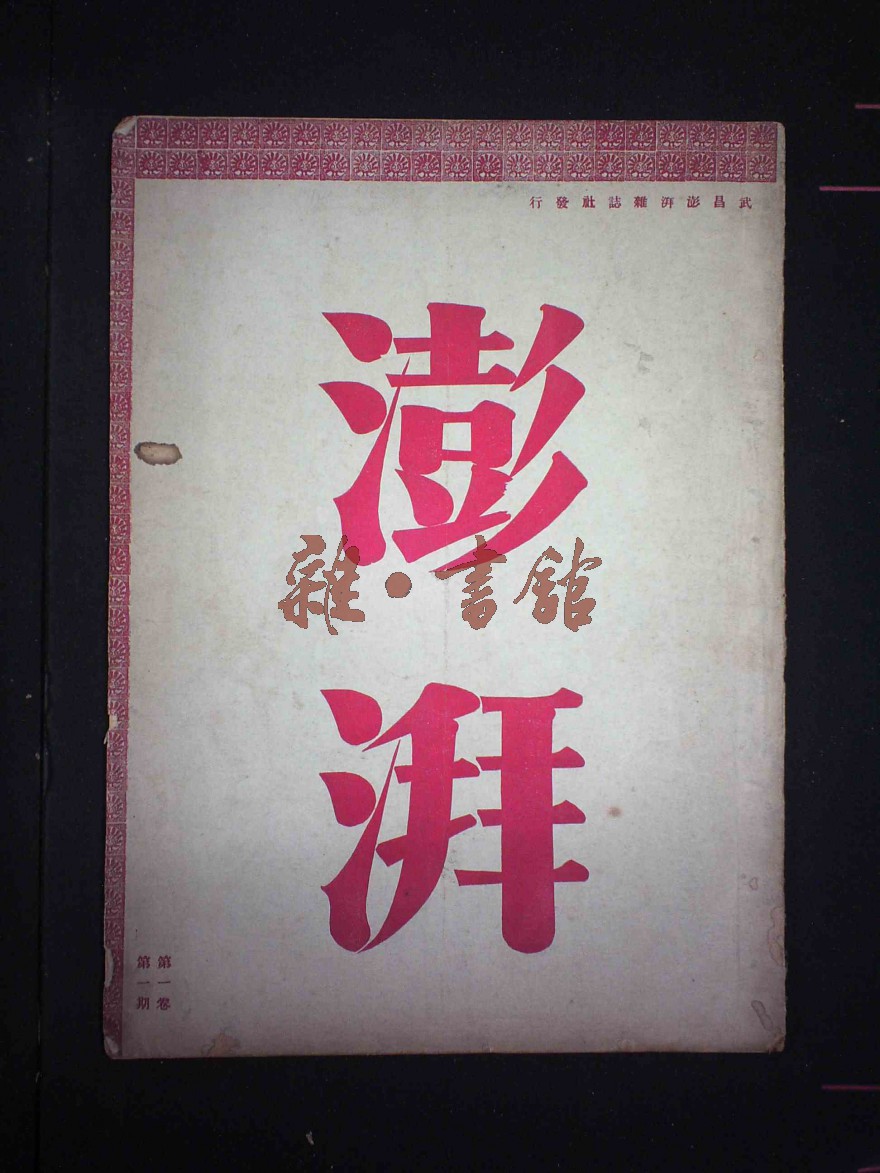 武昌澎湃雜誌社發行
澎湃
雜·書館
第一卷
第一期